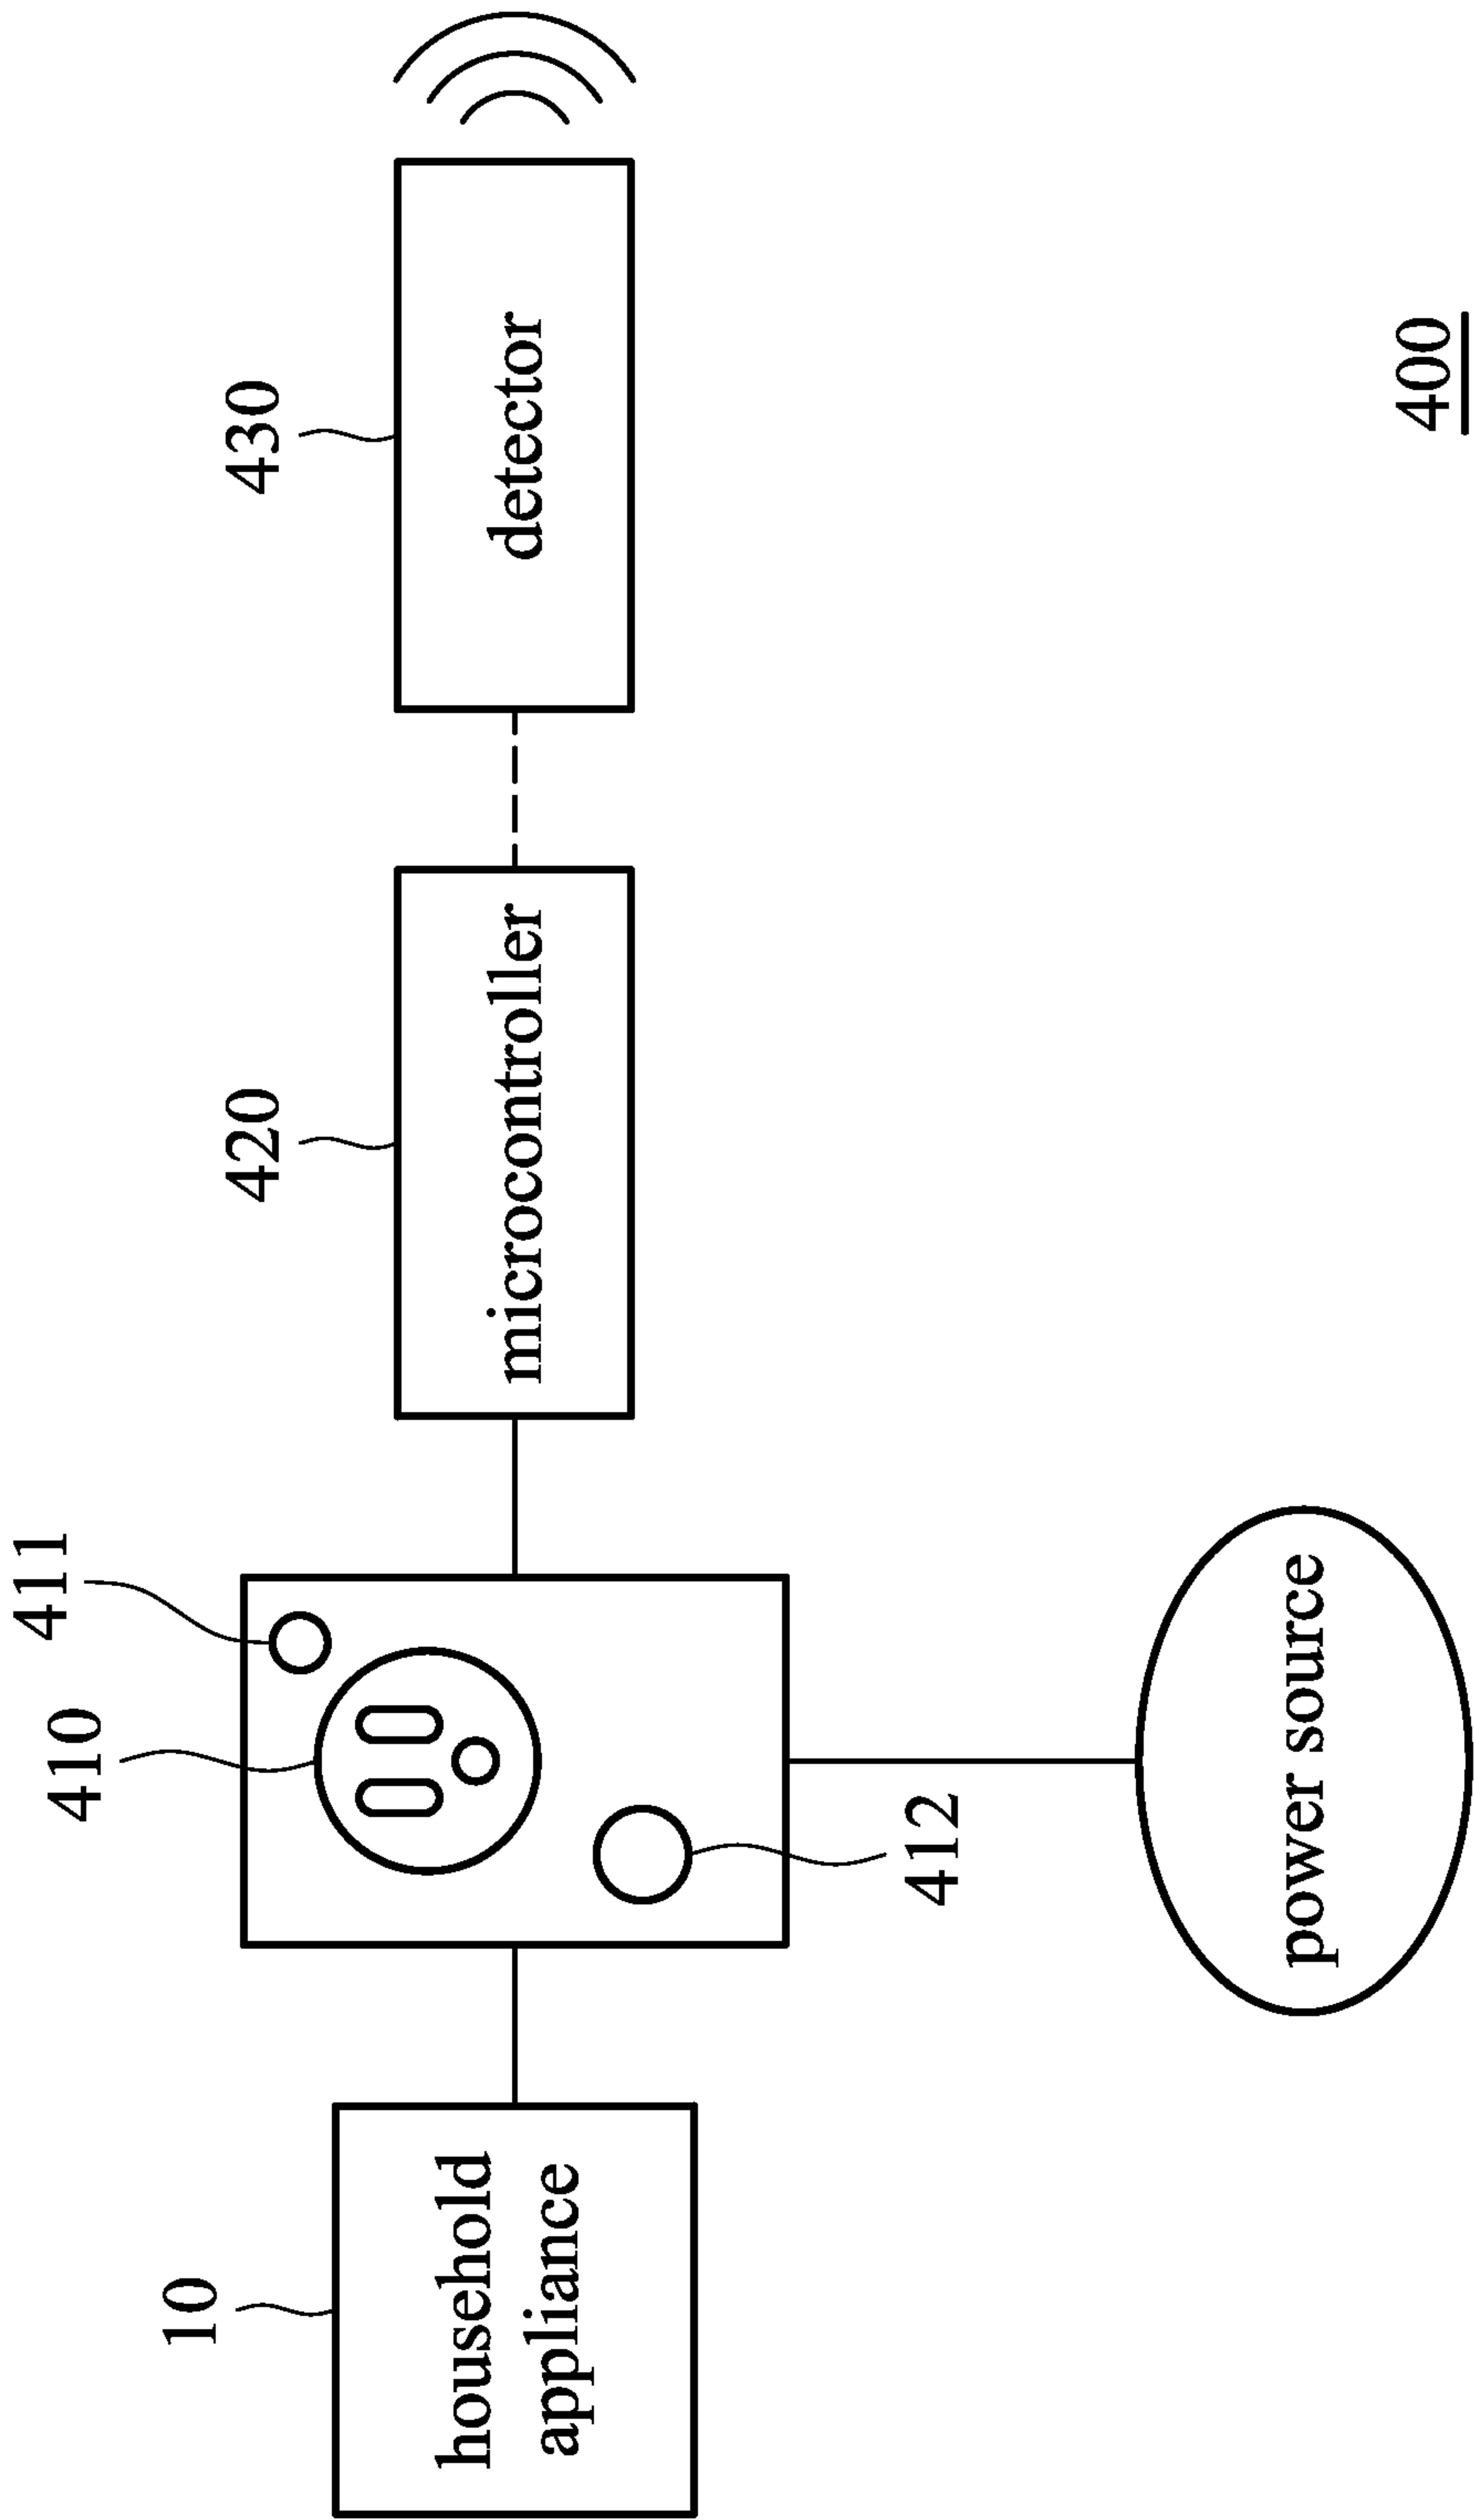 10
household
appliance
410
411
412
420
microcontroller
430
detector
power source
400